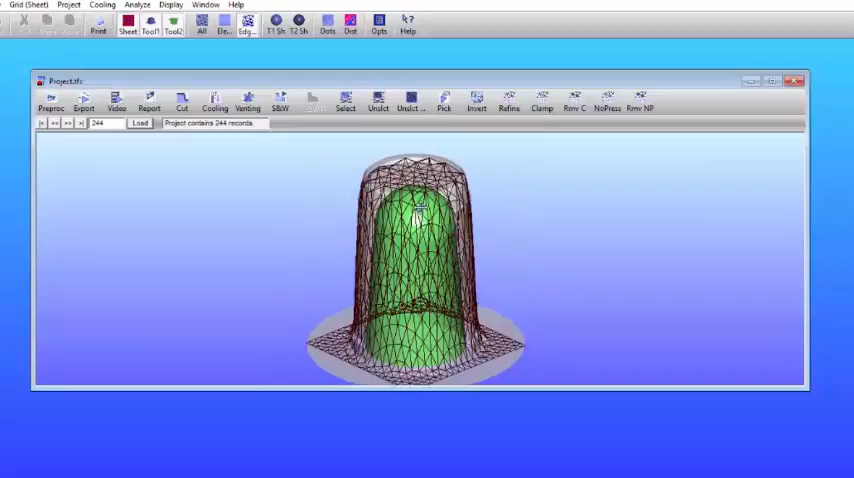 Grid (Sheet) Project Cooling Analyze Display Window Help
Cut Copy Print Sheet Tool1 Tool2 All Ele... Edg... T1 Sh T2 Sh Dots Dist Opts Help
Project.tfc
Preproc Export Video Report Cut Cooling Venting S&W Select Unslct Unslct ... Pick Invert Refine Clamp Rmv C NoPress Rmv NP
|< << >> >| 244 Load Project contains 244 records.